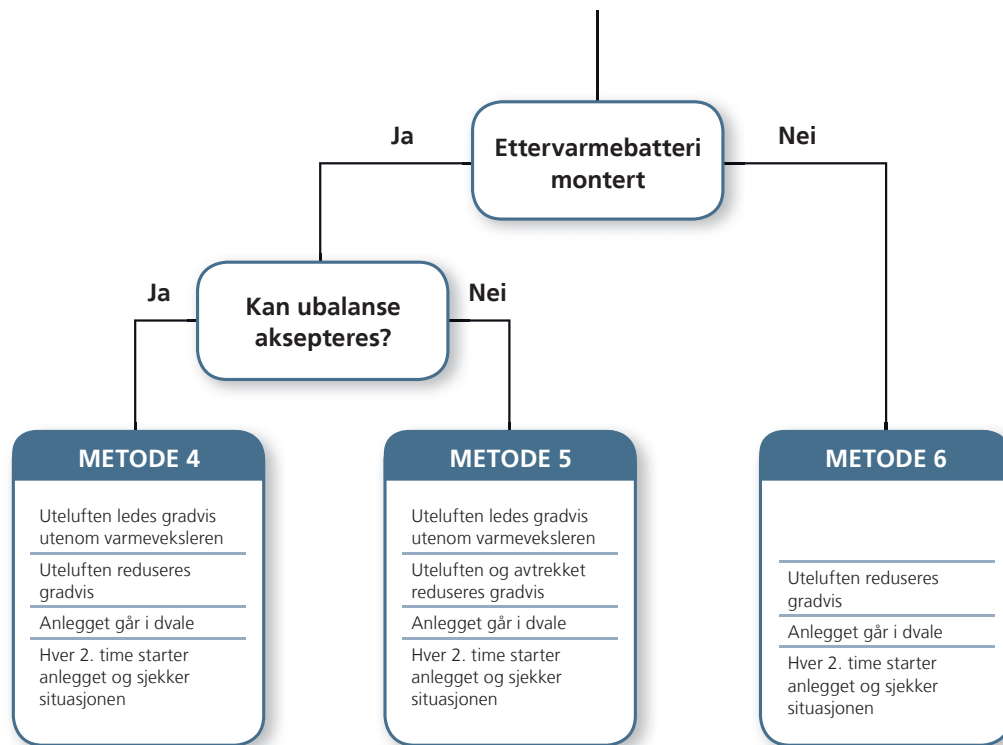 Ja
Ettervarmebatteri
montert
Nei
Ja
Kan ubalanse
aksepteres?
Nei
METODE 4
Uteluften ledes gradvis
utenom varmeveksleren
Uteluften reduseres
gradvis
Anlegget går i dvale
Hver 2. time starter
anlegget og sjekker
situasjonen
METODE 5
Uteluften ledes gradvis
utenom varmeveksleren
Uteluften og avtrekket
reduseres gradvis
Anlegget går i dvale
Hver 2. time starter
anlegget og sjekker
situasjonen
METODE 6
Uteluften reduseres
gradvis
Anlegget går i dvale
Hver 2. time starter
anlegget og sjekker
situasjonen